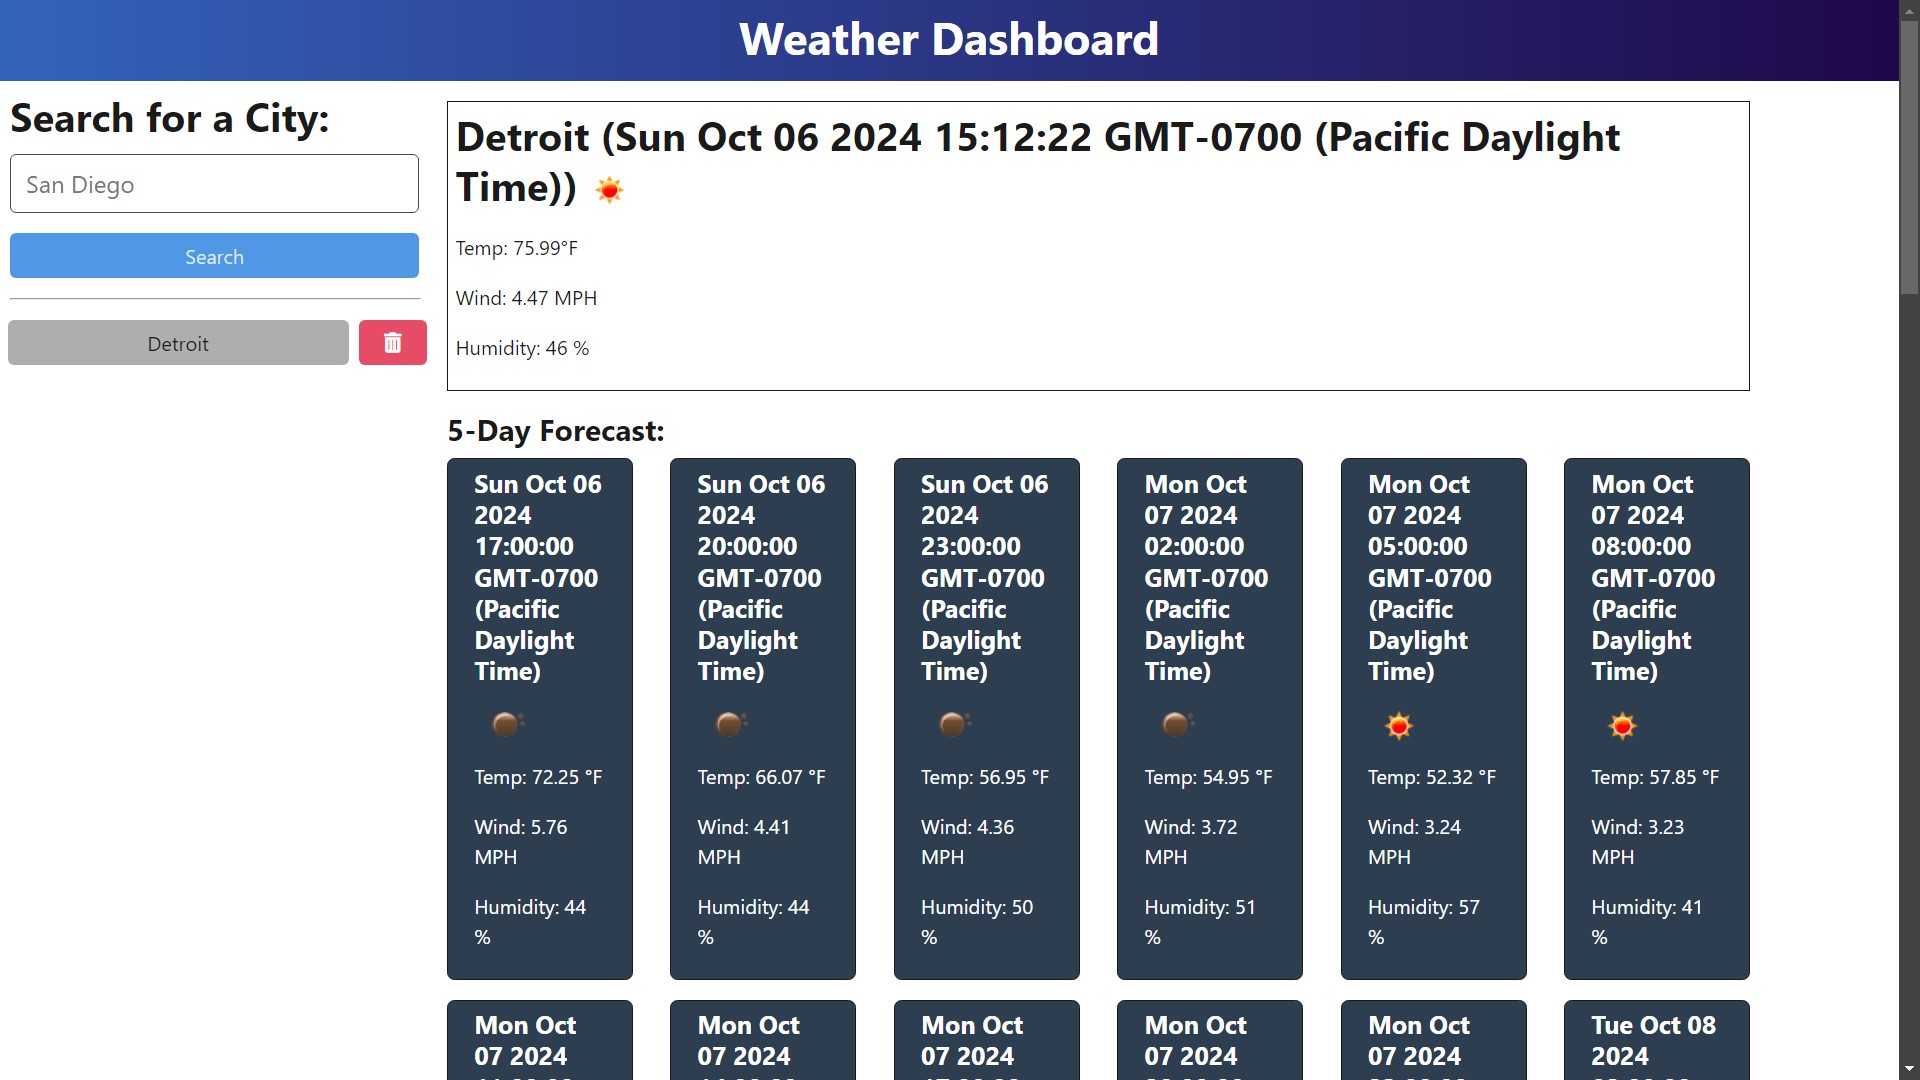 Weather Dashboard
Search for a City:
San Diego
Search
Detroit
Detroit (Sun Oct 06 2024 15:12:22 GMT-0700 (Pacific Daylight
Time))
Temp: 75.99°F
Wind: 4.47 MPH
Humidity: 46 %
5-Day Forecast:
Sun Oct 06
2024
17:00:00
GMT-0700
(Pacific
Daylight
Time)
Temp: 72.25 °F
Wind: 5.76
MPH
Humidity: 44
%
Sun Oct 06
2024
20:00:00
GMT-0700
(Pacific
Daylight
Time)
Temp: 66.07 °F
Wind: 4.41
MPH
Humidity: 44
%
Sun Oct 06
2024
23:00:00
GMT-0700
(Pacific
Daylight
Time)
Temp: 56.95 °F
Wind: 4.36
MPH
Humidity: 50
%
Mon Oct
07 2024
02:00:00
GMT-0700
(Pacific
Daylight
Time)
Temp: 54.95 °F
Wind: 3.72
MPH
Humidity: 51
%
Mon Oct
07 2024
05:00:00
GMT-0700
(Pacific
Daylight
Time)
Temp: 52.32 °F
Wind: 3.24
MPH
Humidity: 57
%
Mon Oct
07 2024
08:00:00
GMT-0700
(Pacific
Daylight
Time)
Temp: 57.85 °F
Wind: 3.23
MPH
Humidity: 41
%
Mon Oct
07 2024
Mon Oct
07 2024
Mon Oct
07 2024
Mon Oct
07 2024
Mon Oct
07 2024
Tue Oct 08
2024